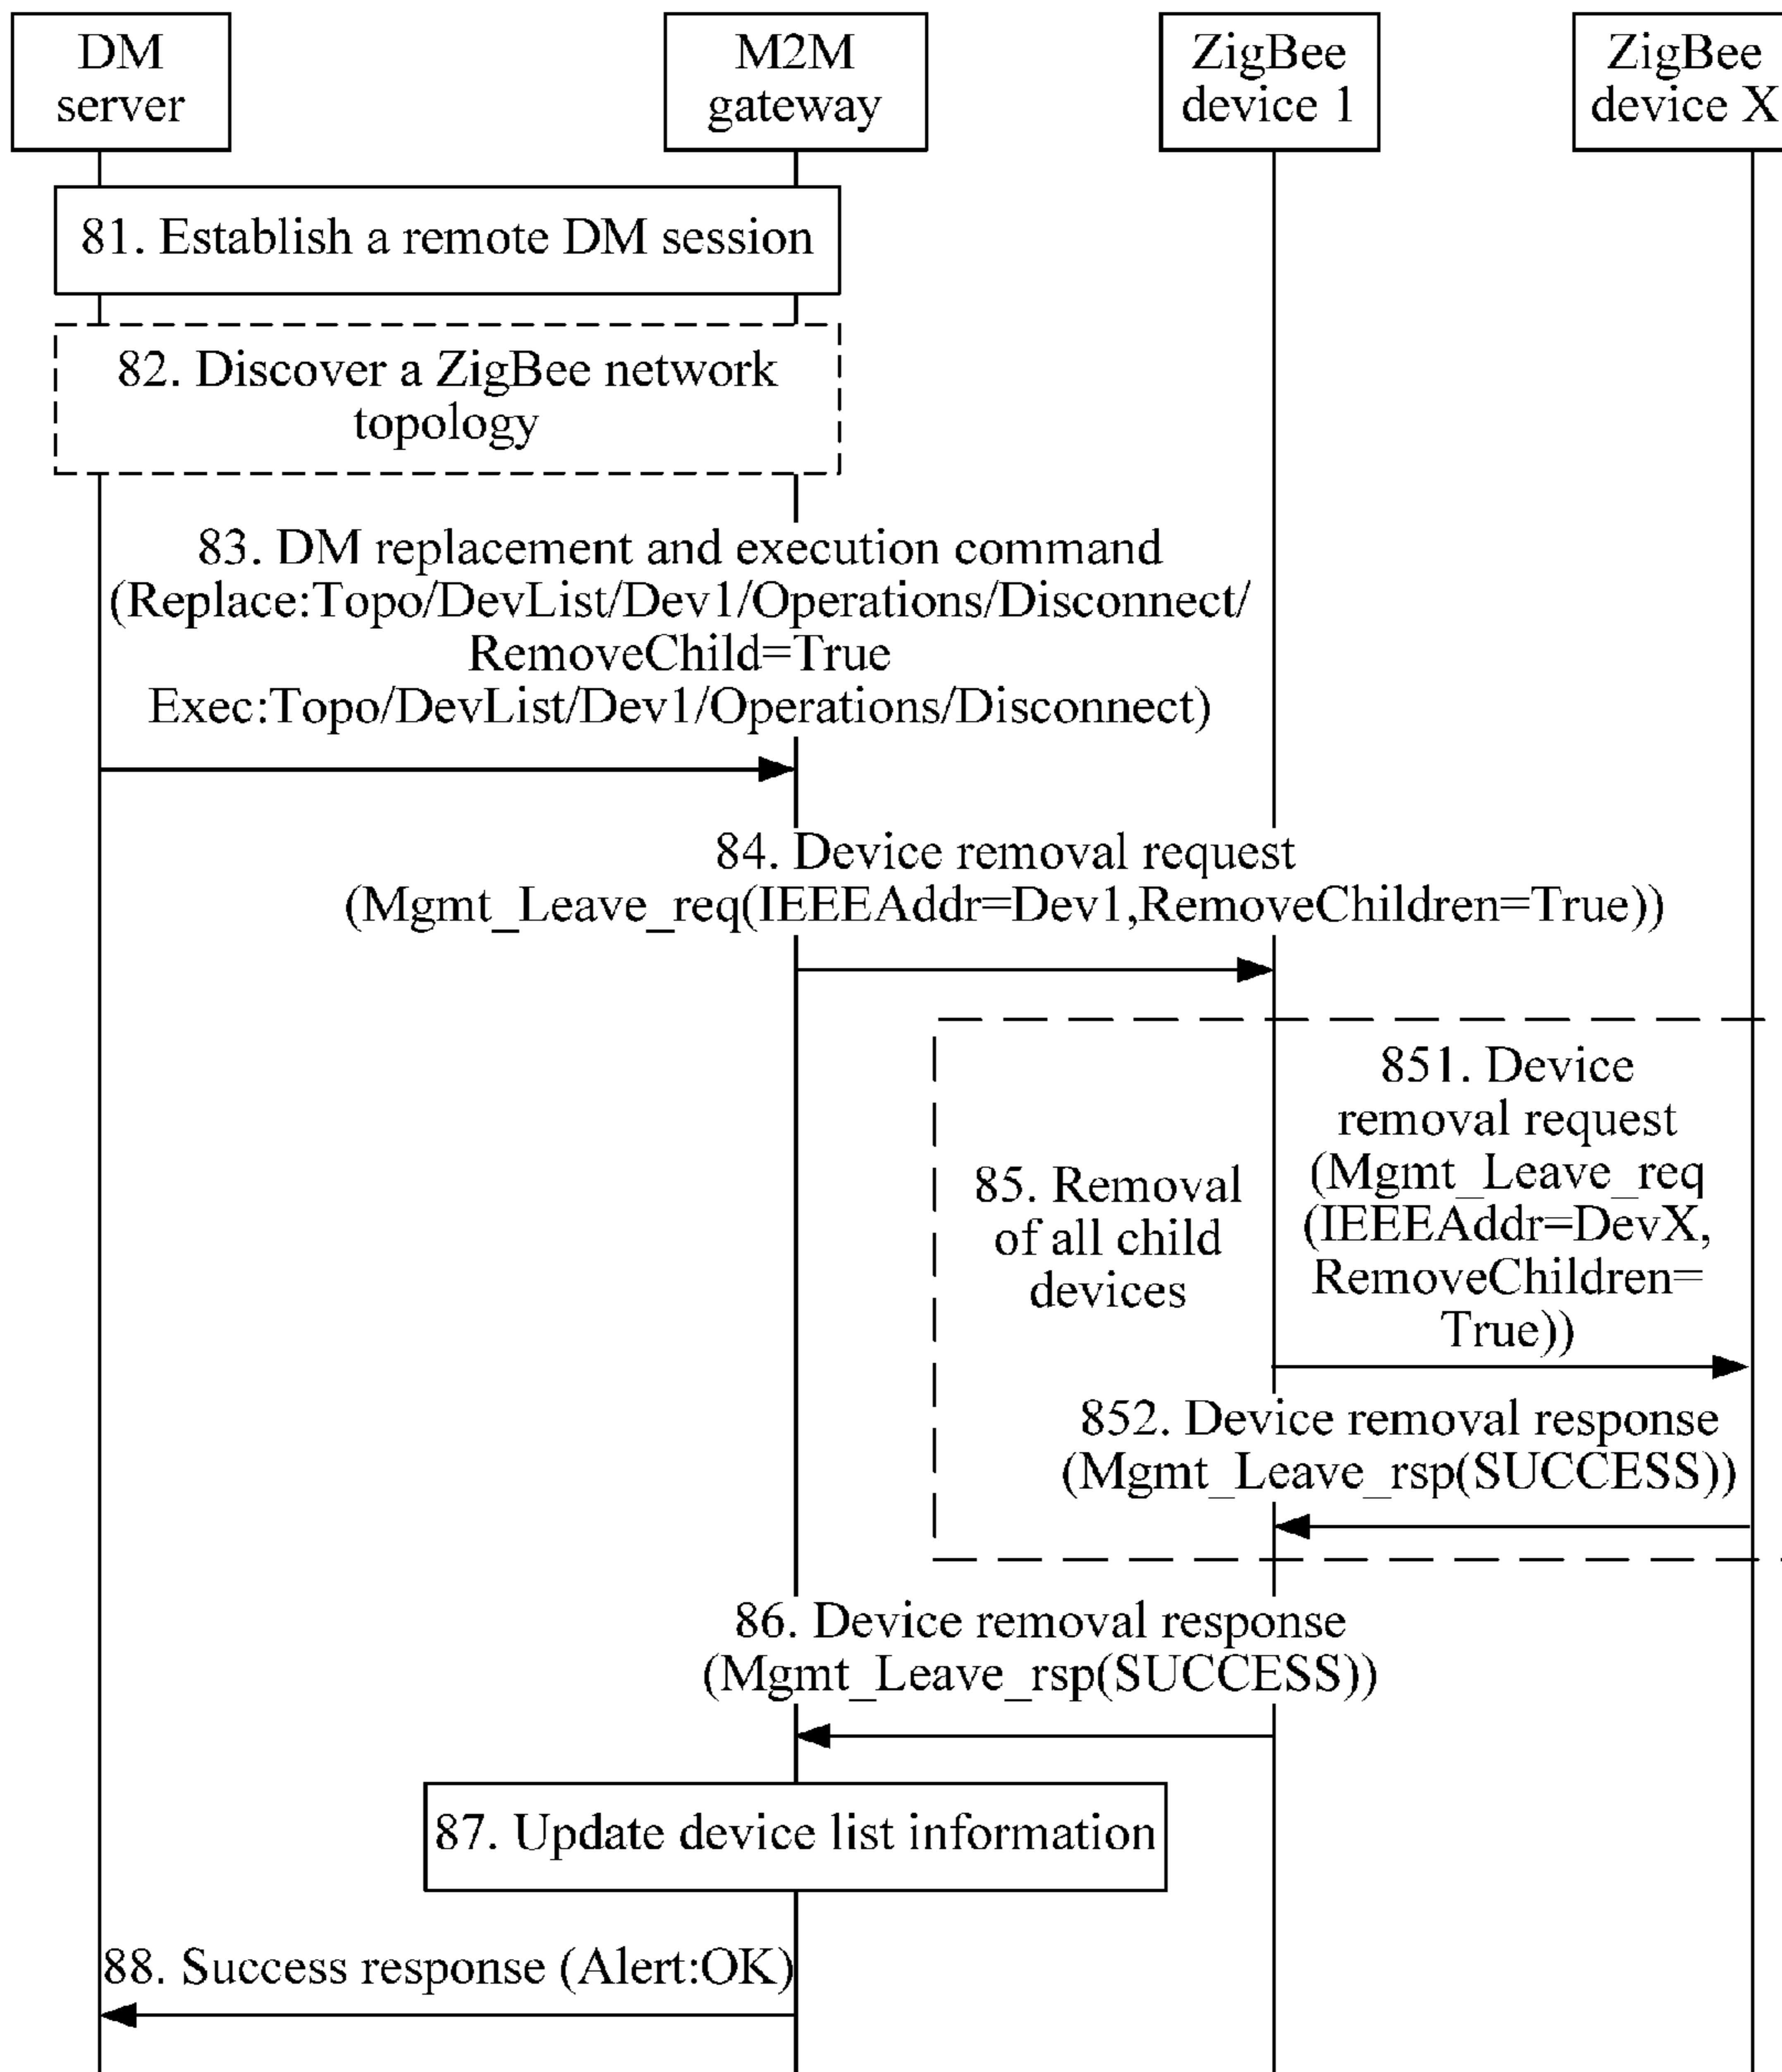 DM
server
M2M
gateway
ZigBee
device 1
ZigBee
device X
81. Establish a remote DM session
82. Discover a ZigBee network
topology
83. DM replacement and execution command
(Replace:Topo/DevList/Dev1/Operations/Disconnect/
RemoveChild=True
Exec:Topo/DevList/Dev1/Operations/Disconnect)
84. Device removal request
(Mgmt_Leave_req(IEEEAddr=Dev1,RemoveChildren=True))
85. Removal
of all child
devices
851. Device
removal request
(Mgmt_Leave_req
(IEEEAddr=DevX,
RemoveChildren=
True))
852. Device removal response
(Mgmt_Leave_rsp(SUCCESS))
86. Device removal response
(Mgmt_Leave_rsp(SUCCESS))
87. Update device list information
88. Success response (Alert:OK)